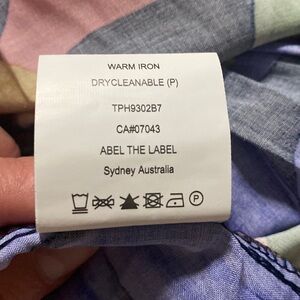 WARM IRON
DRYCLEANABLE (P)
TPH9302B7
CA#07043
ABEL THE LABEL
Sydney Australia
P